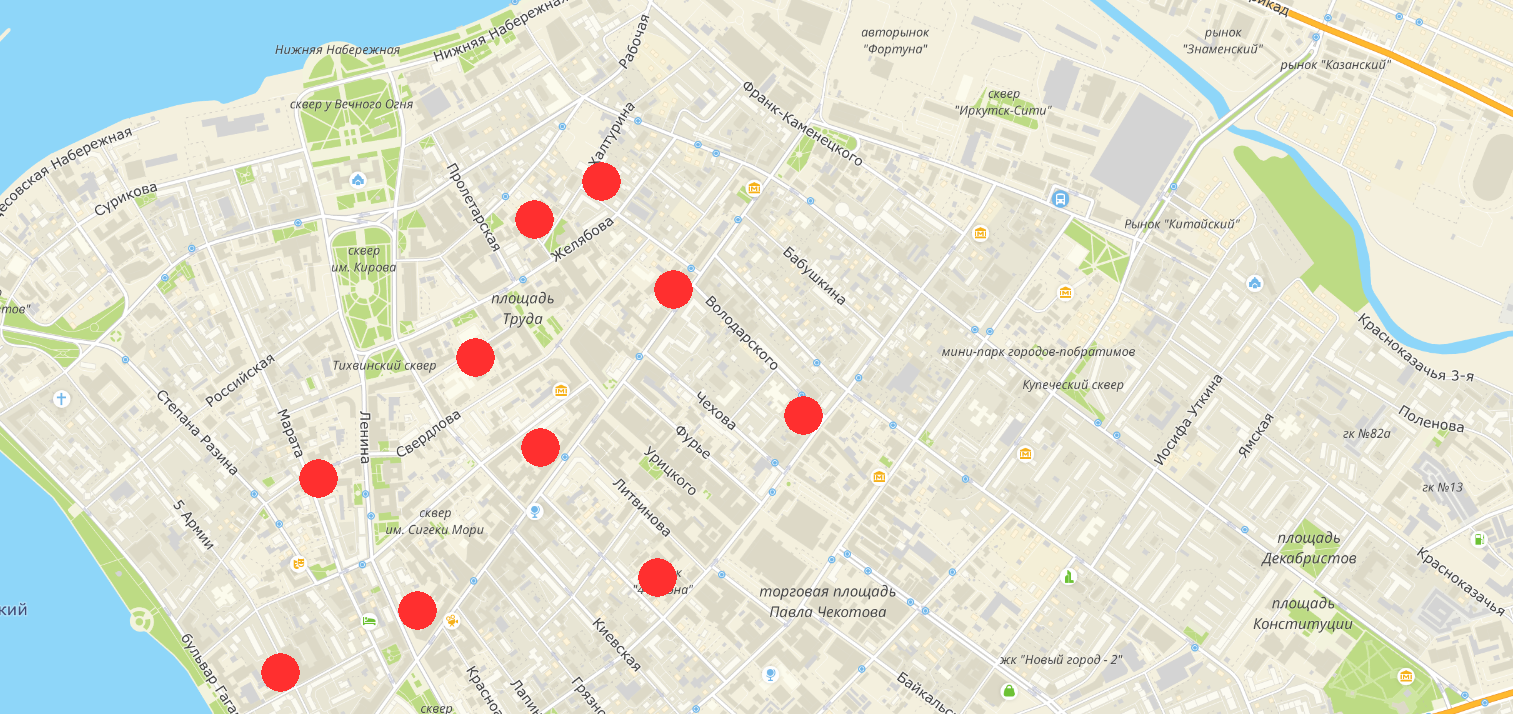 рикад
рынок
"Знаменский"
рынок "Казанский"
авторынок
"Фортуна"
Нижняя Набережная
Нижняя Набережная
Рабочая
сквер у Вечного Огня
Франк-Каменецкого
сквер
"Иркутск-Сити"
Халтурина
есовская Набережная
Сурикова
Пролетарская
Желябова
Рынок "Китайский"
сквер
им. Кирова
Бабушкина
площадь
Труда
тов"
Володарского
Красноказачья 3-я
мини-парк городов-побратимов
Тихвинский сквер
Российская
Купеческий сквер
Иосифа Уткина
Ямская
Поленова
гк №82а
Степана Разина
Марата
Ленина
Свердлова
Чехова
Фурье
Урицкого
Литвинова
гк №13
5 Армии
сквер
им. Сигеки Мори
площадь
Декабристов
Красноказачья
к
торговая площадь
Павла Чекотова
площадь
Конституции
кий
бульвар Гага
Киевская
жк "Новый город - 2"
Красноа
Лапи
Грязно
Байкальс
сквер